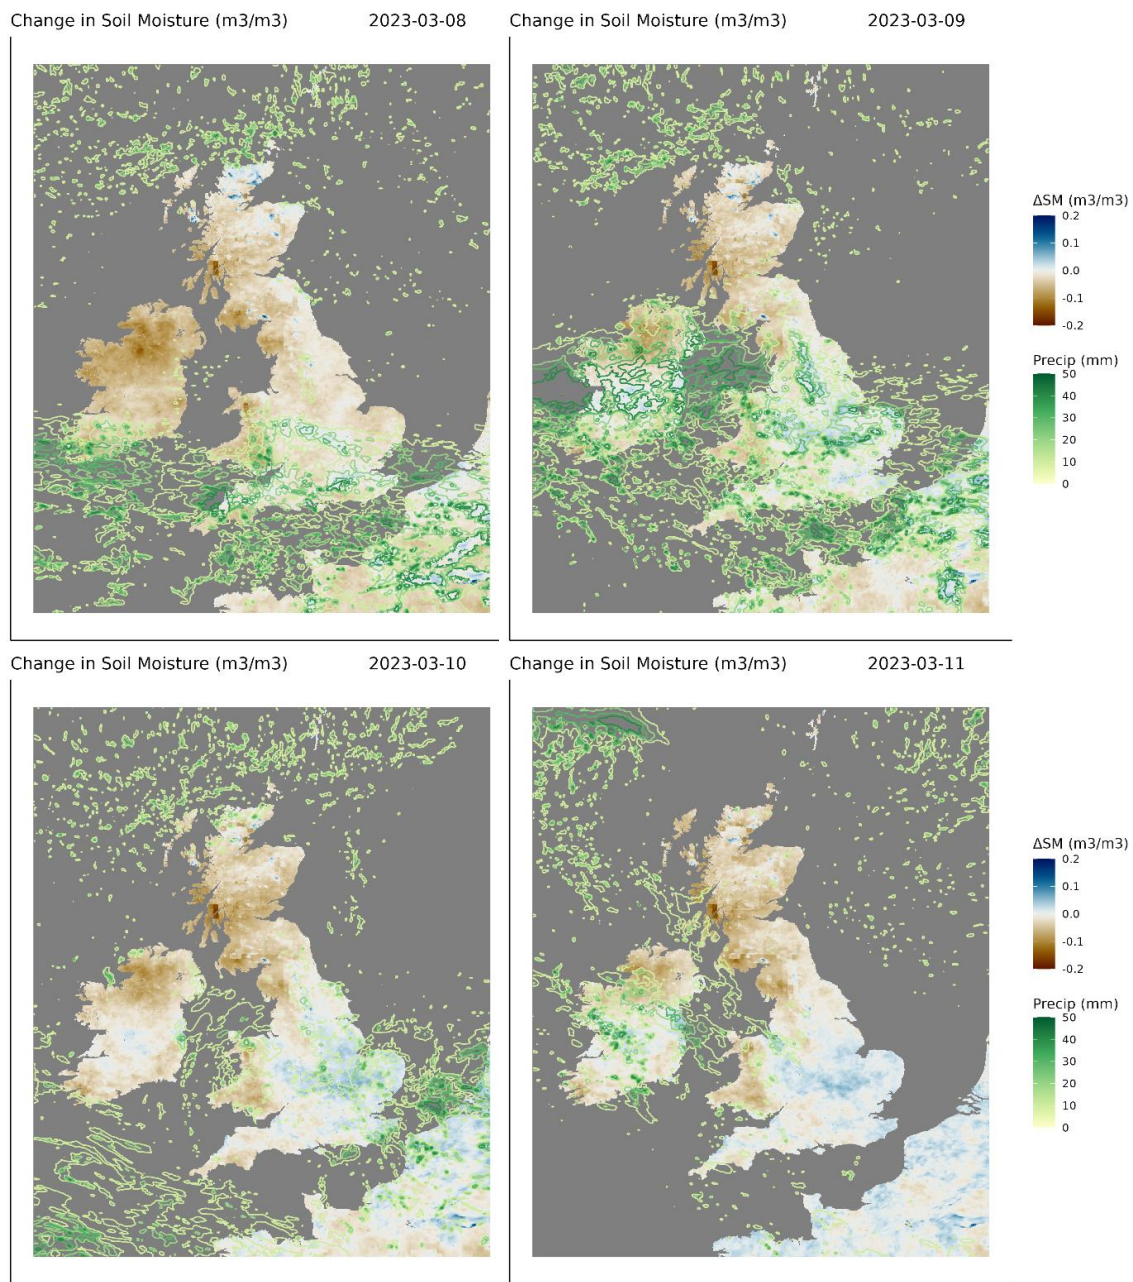 Change in Soil Moisture (m3/m3) 2023-03-08
Change in Soil Moisture (m3/m3) 2023-03-09
ΔSM (m3/m3)
0.2
0.1
0.0
-0.1
-0.2
Precip (mm)
50
40
30
20
10
0
Change in Soil Moisture (m3/m3) 2023-03-10
Change in Soil Moisture (m3/m3) 2023-03-11
ΔSM (m3/m3)
0.2
0.1
0.0
-0.1
-0.2
Precip (mm)
50
40
30
20
10
0